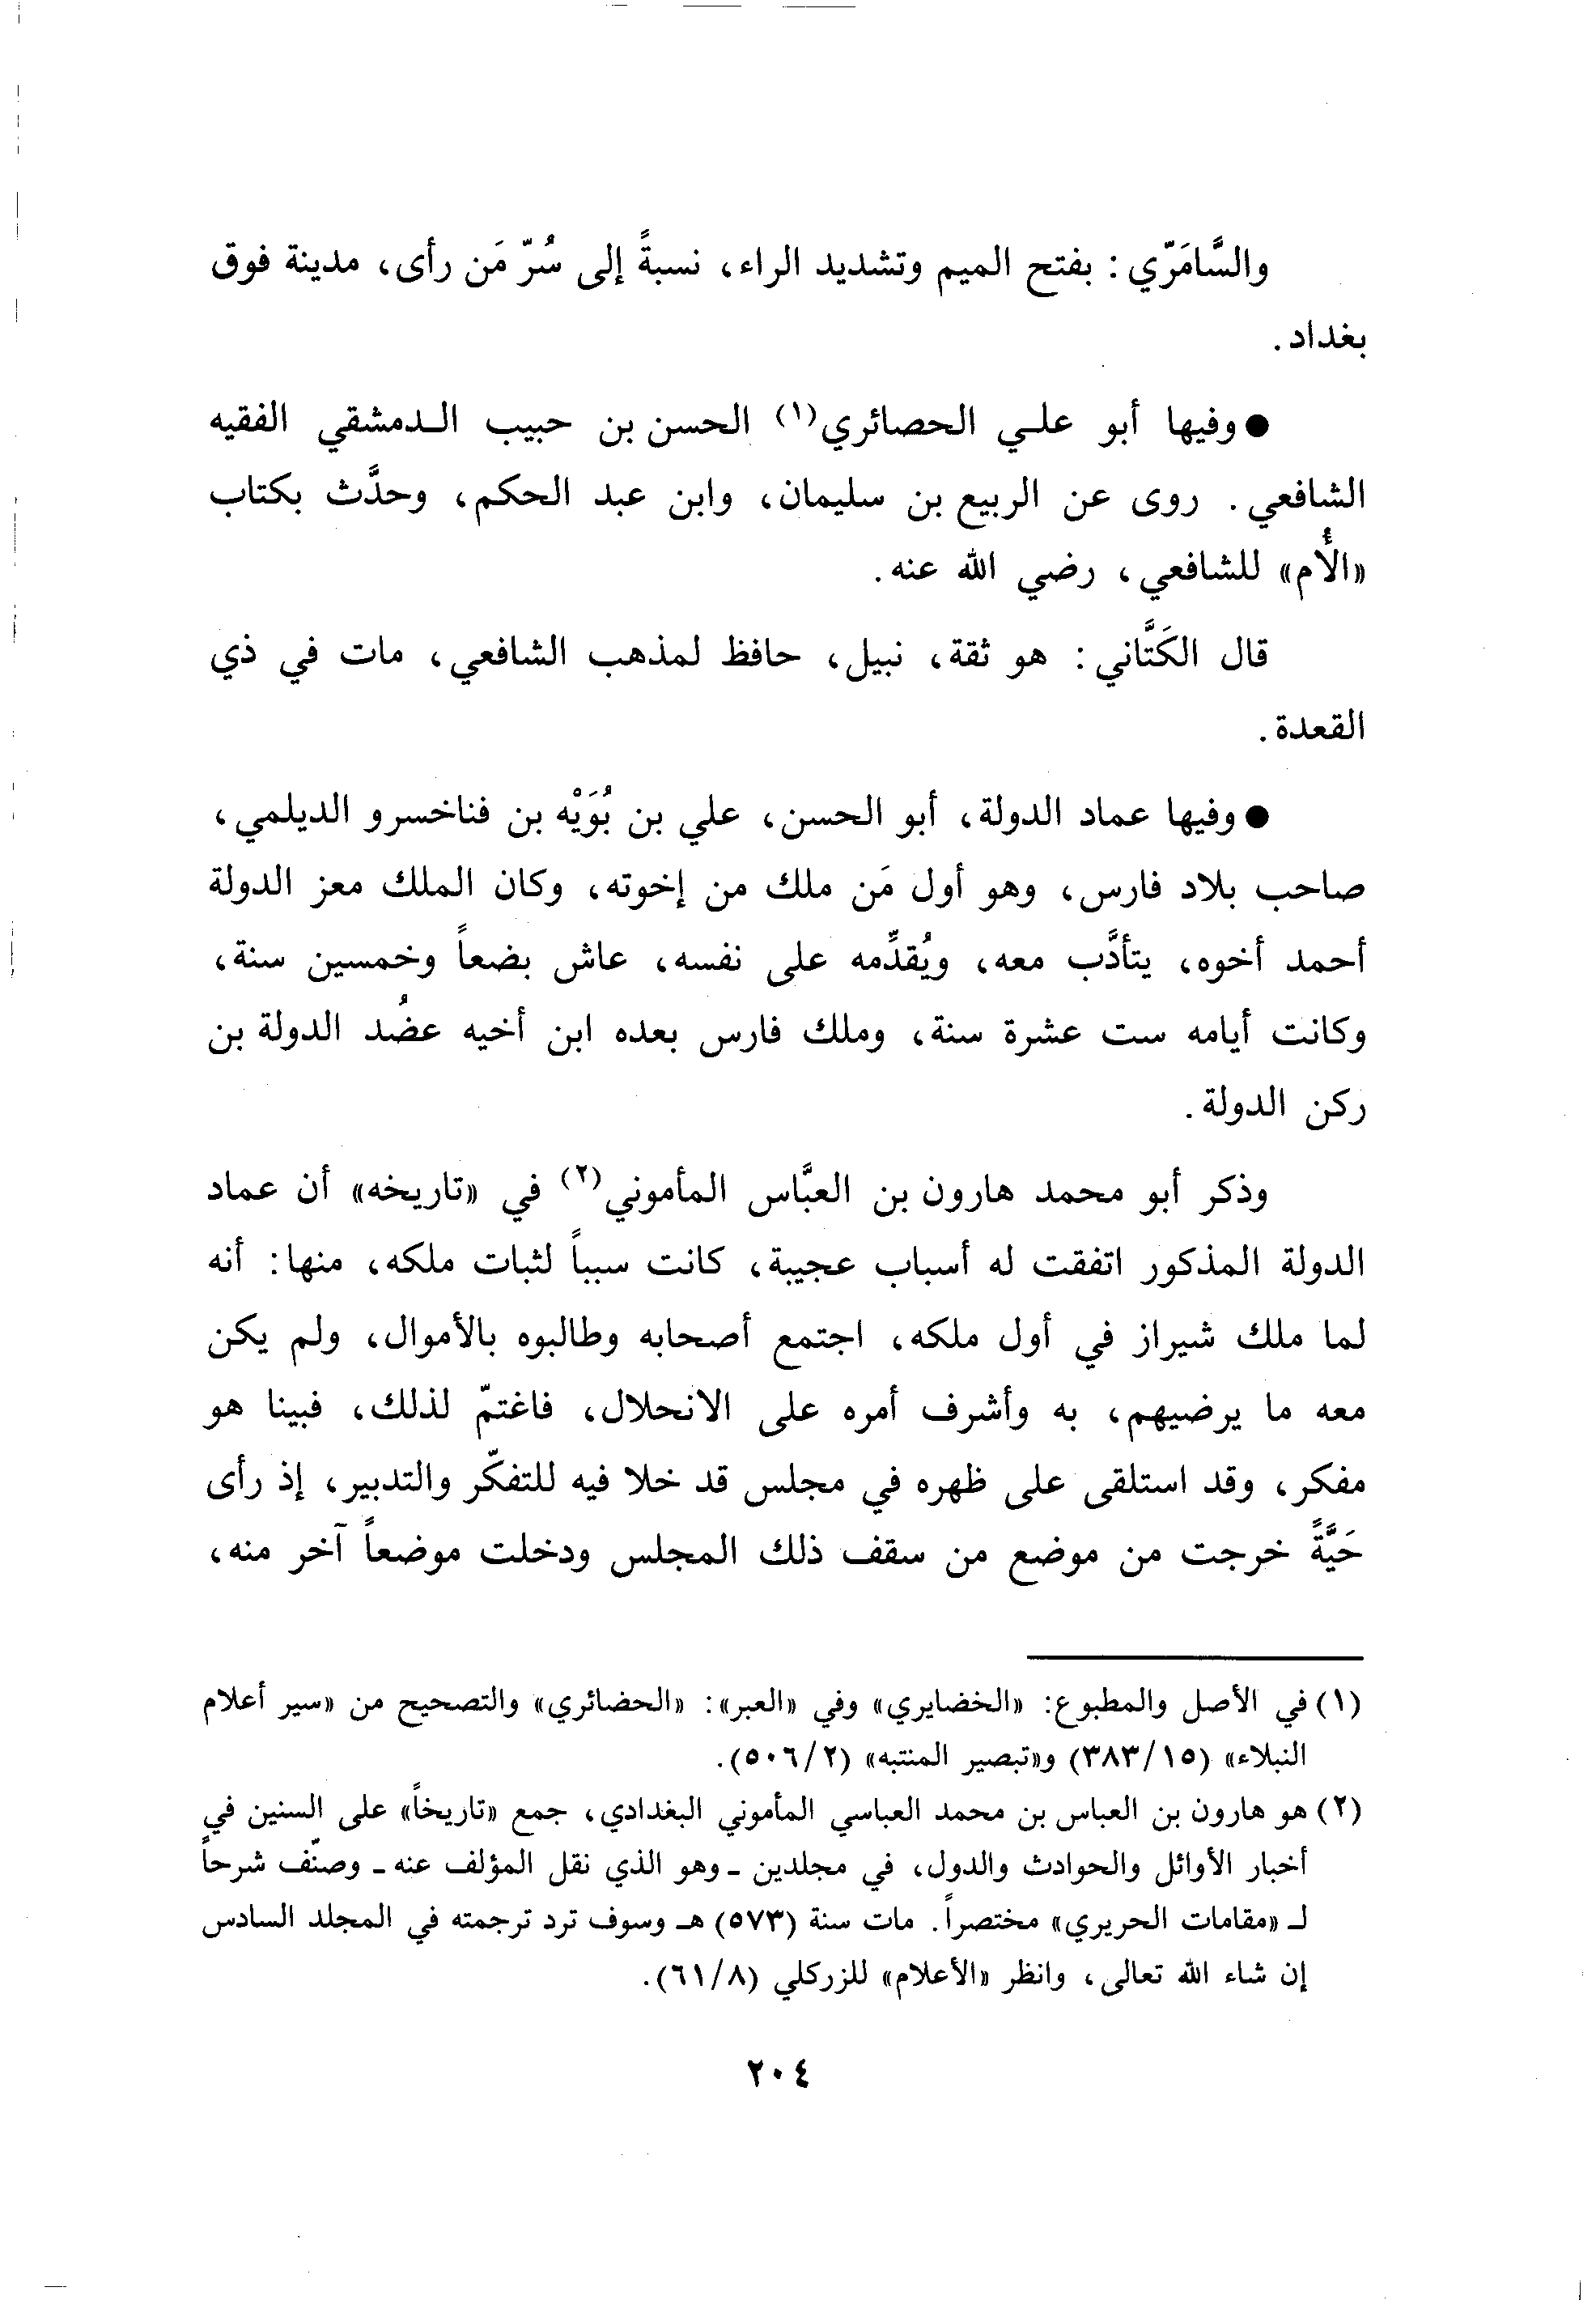 والسَّامَرّي: بفتح الميم وتشديد الراء، نسبةً إلى سُرّ مَن رأى، مدينة فوق
بغداد.
● وفيها أبو علي الحصائري(١) الحسن بن حبيب الدمشقي الفقيه
الشافعي. روى عن الربيع بن سليمان، وابن عبد الحكم، وحدَّث بكتاب
«الأُم» للشافعي، رضي الله عنه.
قال الكَتَّاني: هو ثقة، نبيل، حافظ لمذهب الشافعي، مات في ذي
القعدة.
● وفيها عماد الدولة، أبو الحسن، علي بن بُوَيْه بن فناخسرو الديلمي،
صاحب بلاد فارس، وهو أول مَن ملك من إخوته، وكان الملك معز الدولة
أحمد أخوه، يتأدَّب معه، ويُقدِّمه على نفسه، عاش بضعاً وخمسين سنة،
وكانت أيامه ست عشرة سنة، وملك فارس بعده ابن أخيه عضُد الدولة بن
ركن الدولة.
وذكر أبو محمد هارون بن العبَّاس المأموني(٢) في «تاريخه» أن عماد
الدولة المذكور اتفقت له أسباب عجيبة، كانت سبباً لثبات ملكه، منها: أنه
لما ملك شيراز في أول ملكه، اجتمع أصحابه وطالبوه بالأموال، ولم يكن
معه ما يرضيهم، به وأشرف أمره على الانحلال، فاغتمّ لذلك، فبينا هو
مفكر، وقد استلقى على ظهره في مجلس قد خلا فيه للتفكّر والتدبير، إذ رأى
حَيَّةً خرجت من موضع من سقف ذلك المجلس ودخلت موضعاً آخر منه،
(١) في الأصل والمطبوع: «الخضايري» وفي «العبر»: «الحضائري» والتصحيح من «سير أعلام
النبلاء» (١٥/٣٨٣) و«تبصير المنتبه» (٢/٥٠٦).
(٢) هو هارون بن العباس بن محمد العباسي المأموني البغدادي، جمع «تاريخاً» على السنين في
أخبار الأوائل والحوادث والدول، في مجلدين - وهو الذي نقل المؤلف عنه - وصنّف شرحاً
لـ «مقامات الحريري» مختصراً. مات سنة (٥٧٣) هـ وسوف ترد ترجمته في المجلد السادس
إن شاء الله تعالى، وانظر «الأعلام» للزركلي (٨/٦١).
٢٠٤